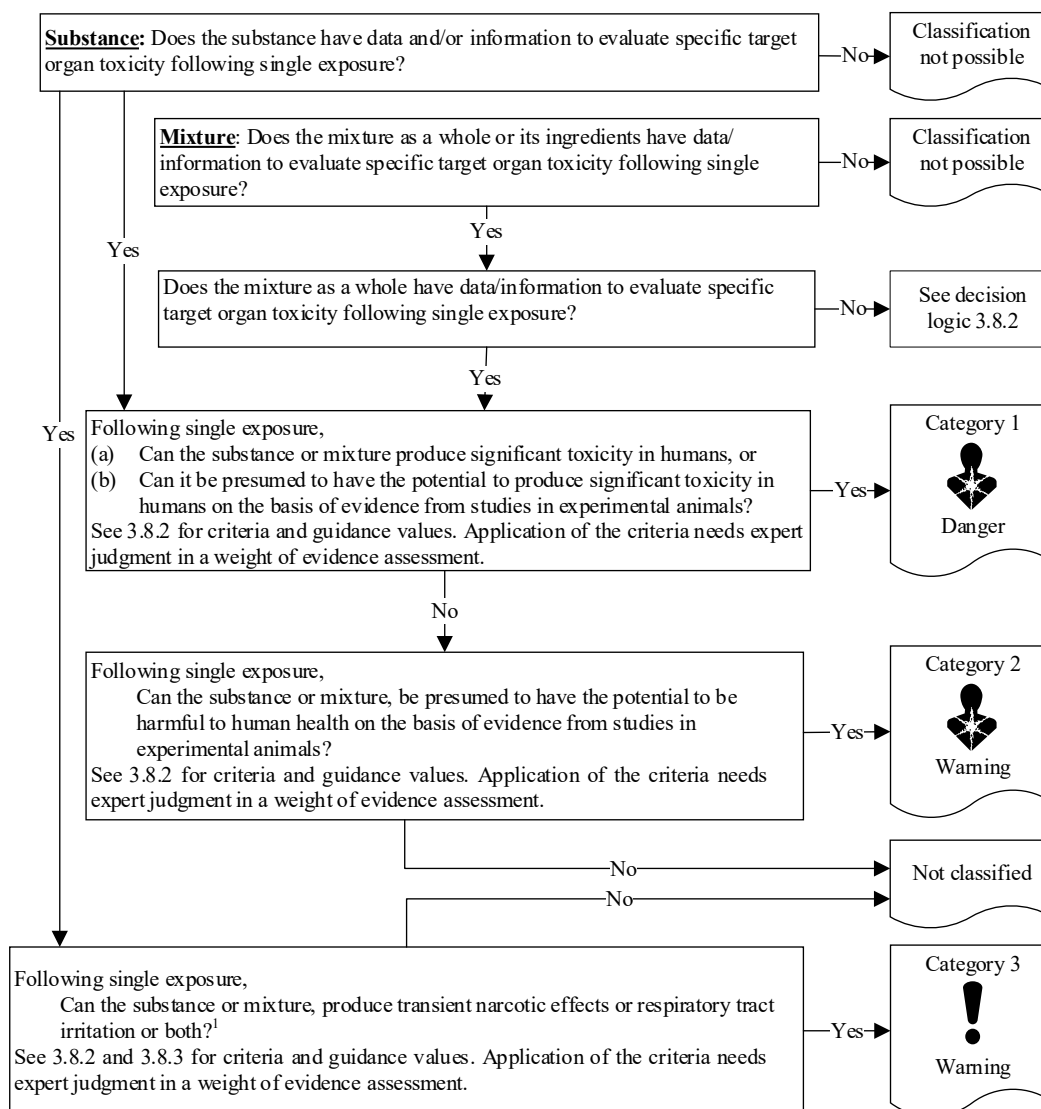 Substance: Does the substance have data and/or information to evaluate specific target
organ toxicity following single exposure?
No
Classification
not possible
Mixture: Does the mixture as a whole or its ingredients have data/
information to evaluate specific target organ toxicity following single
exposure?
No
Classification
not possible
Yes
Yes
Does the mixture as a whole have data/information to evaluate specific
target organ toxicity following single exposure?
No
See decision
logic 3.8.2
Yes
Yes
Following single exposure,
(a) Can the substance or mixture produce significant toxicity in humans, or
(b) Can it be presumed to have the potential to produce significant toxicity in
humans on the basis of evidence from studies in experimental animals?
See 3.8.2 for criteria and guidance values. Application of the criteria needs expert
judgment in a weight of evidence assessment.
Yes
Category 1
Danger
No
Following single exposure,
Can the substance or mixture, be presumed to have the potential to be
harmful to human health on the basis of evidence from studies in
experimental animals?
See 3.8.2 for criteria and guidance values. Application of the criteria needs
expert judgment in a weight of evidence assessment.
Yes
Category 2
Warning
No
No
Not classified
Following single exposure,
Can the substance or mixture, produce transient narcotic effects or respiratory tract
irritation or both?¹
See 3.8.2 and 3.8.3 for criteria and guidance values. Application of the criteria needs
expert judgment in a weight of evidence assessment.
Yes
Category 3
Warning